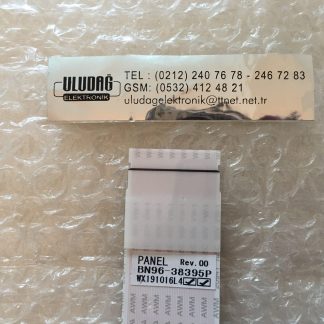 ULUDAĞ
ELEKTRONİK
TEL : (0212) 240 76 78 - 246 72 83
GSM: (0532) 412 48 21
uludagelektronik@ttnet.net.tr
PANEL Rev.00
BN96-38395P
WX191016L4
AWM